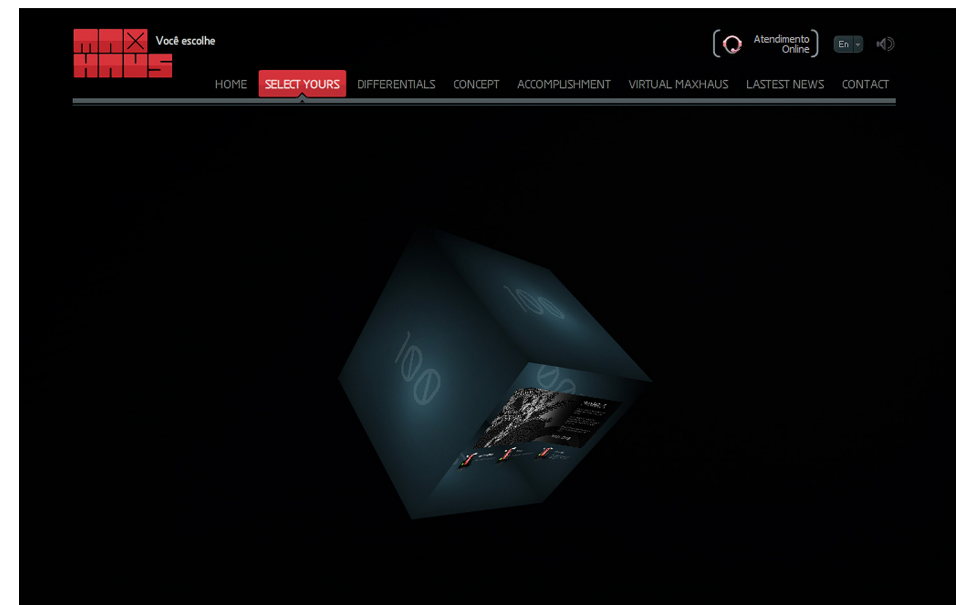 MAX
HAUS
Você escolhe
Atendimento
Online
En
HOME
SELECT YOURS
DIFFERENTIALS
CONCEPT
ACCOMPLISHMENT
VIRTUAL MAXHAUS
LASTEST NEWS
CONTACT
100
100
100